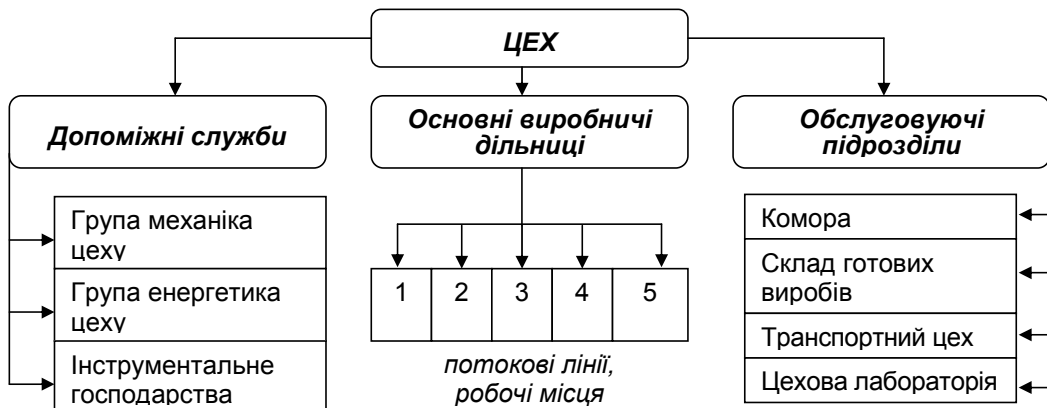 ЦЕХ
Допоміжні служби
Основні виробничі
дільниці
Обслуговуючі
підрозділи
Група механіка
цеху
Група енергетика
цеху
Інструментальне
господарства
1 2 3 4 5
потокові лінії,
робочі місця
Комора
Склад готових
виробів
Транспортний цех
Цехова лабораторія